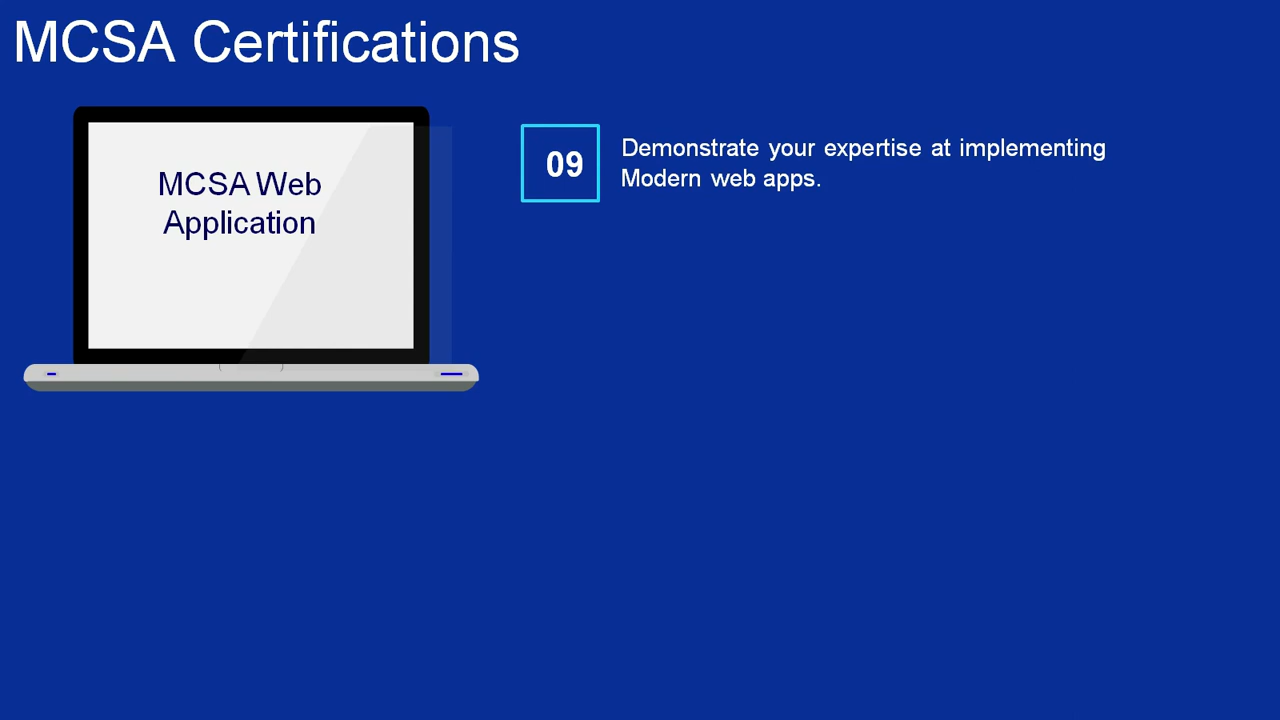 MCSA Certifications
MCSA Web
Application
09
Demonstrate your expertise at implementing
Modern web apps.